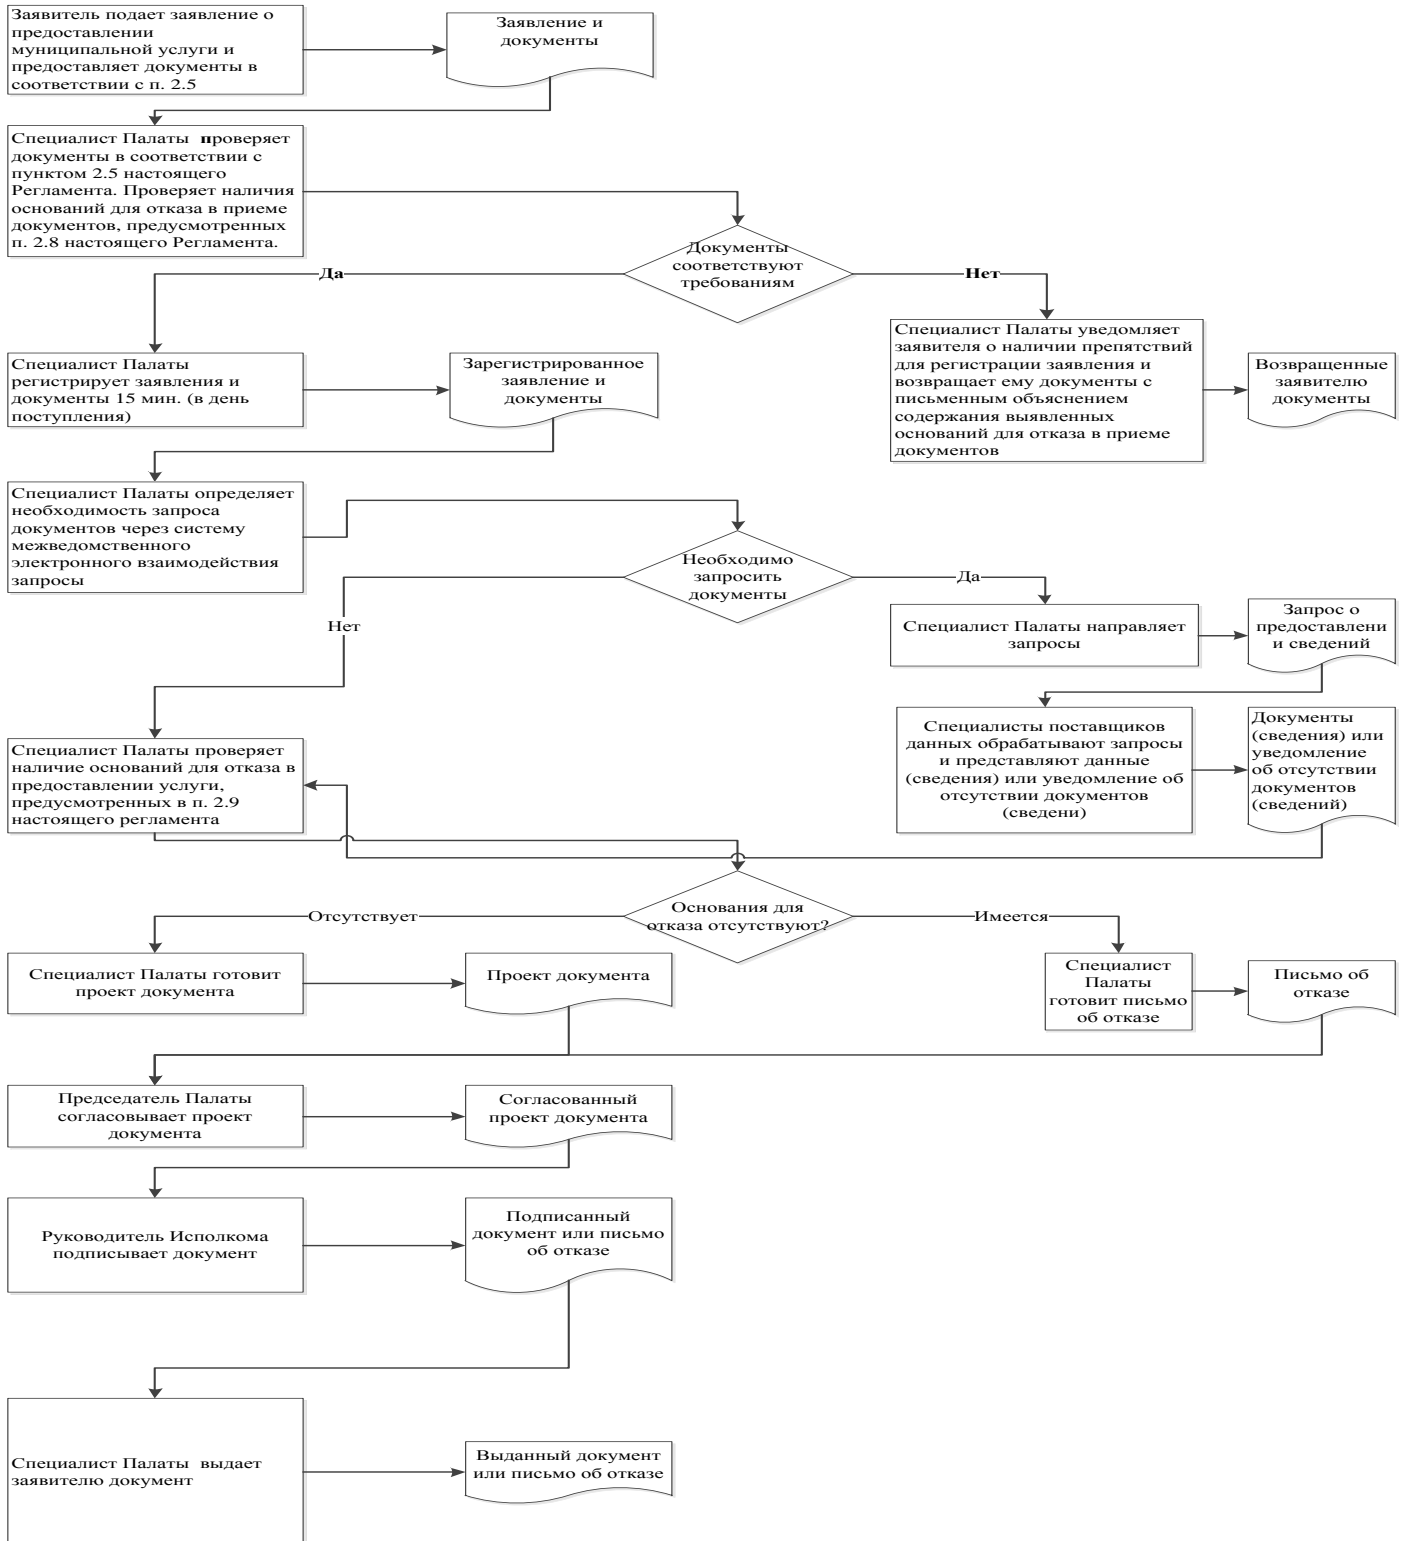 Заявитель подает заявление о
предоставлении
муниципальной услуги и
предоставляет документы в
соответствии с п. 2.5
Заявление и
документы
Специалист Палаты проверяет
документы в соответствии с
пунктом 2.5 настоящего
Регламента. Проверяет наличия
оснований для отказа в приеме
документов, предусмотренных
п. 2.8 настоящего Регламента.
Документы
соответствуют
требованиям
Да
Нет
Специалист Палаты
регистрирует заявления и
документы 15 мин. (в день
поступления)
Зарегистрированное
заявление и
документы
Специалист Палаты уведомляет
заявителя о наличии препятствий
для регистрации заявления и
возвращает ему документы с
письменным объяснением
содержания выявленных
оснований для отказа в приеме
документов
Возвращенные
заявителю
документы
Специалист Палаты определяет
необходимость запроса
документов через систему
межведомственного
электронного взаимодействия
запросы
Необходимо
запросить
документы
Да
Нет
Специалист Палаты направляет
запросы
Запрос о
предоставлени
и сведений
Специалисты поставщиков
данных обрабатывают запросы
и представляют данные
(сведения) или уведомление об
отсутствии документов
(сведени)
Документы
(сведения) или
уведомление
об отсутствии
документов
(сведений)
Специалист Палаты проверяет
наличие оснований для отказа в
предоставлении услуги,
предусмотренных в п. 2.9
настоящего регламента
Основания для
отказа отсутствуют?
Отсутствует
Имеется
Специалист Палаты готовит
проект документа
Проект документа
Специалист
Палаты
готовит письмо
об отказе
Письмо об
отказе
Председатель Палаты
согласовывает проект
документа
Согласованный
проект документа
Руководитель Исполкома
подписывает документ
Подписанный
документ или письмо
об отказе
Специалист Палаты выдает
заявителю документ
Выданный документ
или письмо об отказе